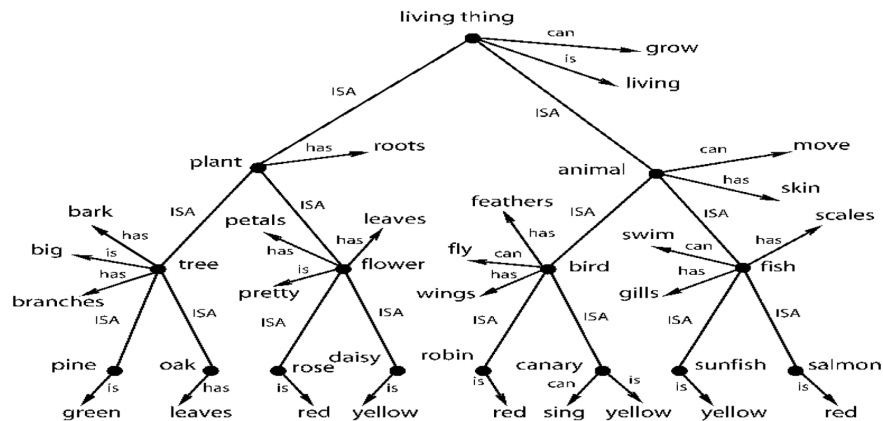 living thing
can
grow
is
living
ISA
ISA
plant
has
roots
animal
can
move
has
skin
ISA
ISA
ISA
ISA
bark
has
big
is
has
branches
tree
petals
has
leaves
has
is
pretty
flower
feathers
has
fly
can
has
wings
bird
swim
can
has
scales
has
gills
fish
ISA
ISA
ISA
ISA
ISA
ISA
ISA
ISA
pine
oak
rose
daisy
robin
canary
sunfish
salmon
is
has
is
is
is
can
is
is
is
green
leaves
red
yellow
red
sing
yellow
yellow
red